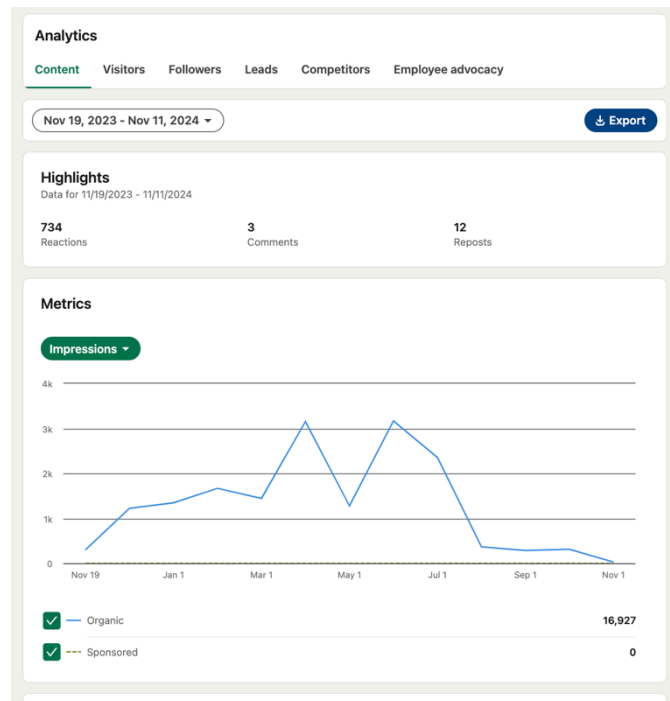 Analytics
Content Visitors Followers Leads Competitors Employee advocacy
Nov 19, 2023 - Nov 11, 2024
Export
Highlights
Data for 11/19/2023 - 11/11/2024
734 3 12
Reactions Comments Reposts
Metrics
Impressions
4k
3k
2k
1k
0
Nov 19 Jan 1 Mar 1 May 1 Jul 1 Sep 1 Nov 1
Organic 16,927
Sponsored 0